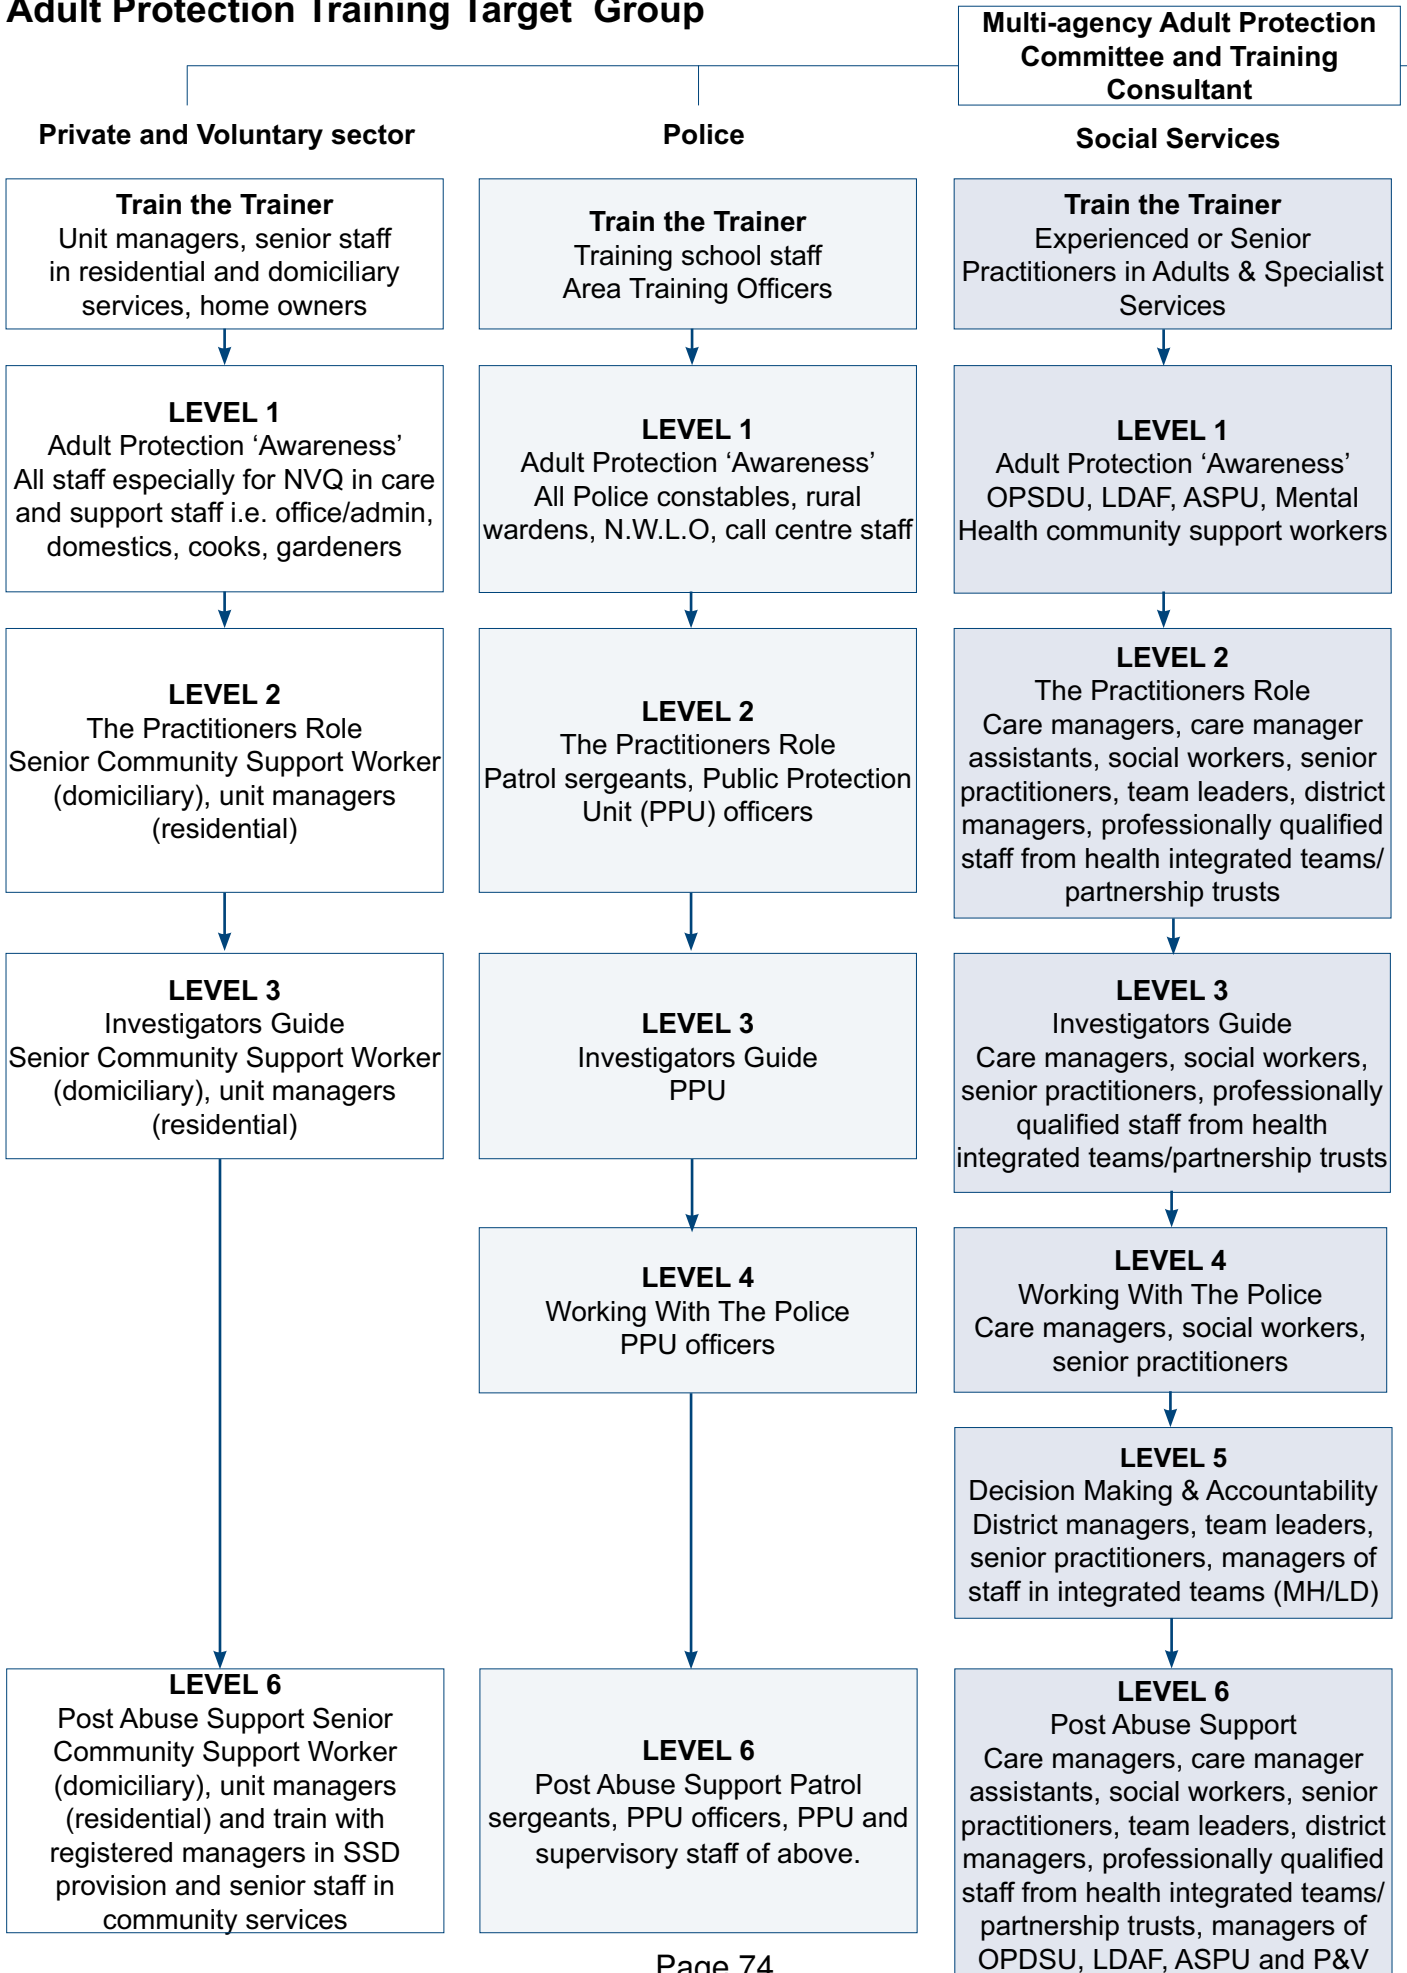 Adult Protection Training Target Group
Multi-agency Adult Protection
Committee and Training
Consultant
Private and Voluntary sector
Train the Trainer
Unit managers, senior staff
in residential and domiciliary
services, home owners
LEVEL 1
Adult Protection ‘Awareness’
All staff especially for NVQ in care
and support staff i.e. office/admin,
domestics, cooks, gardeners
LEVEL 2
The Practitioners Role
Senior Community Support Worker
(domiciliary), unit managers
(residential)
LEVEL 3
Investigators Guide
Senior Community Support Worker
(domiciliary), unit managers
(residential)
LEVEL 6
Post Abuse Support Senior
Community Support Worker
(domiciliary), unit managers
(residential) and train with
registered managers in SSD
provision and senior staff in
community services
Police
Train the Trainer
Training school staff
Area Training Officers
LEVEL 1
Adult Protection ‘Awareness’
All Police constables, rural
wardens, N.W.L.O, call centre staff
LEVEL 2
The Practitioners Role
Patrol sergeants, Public Protection
Unit (PPU) officers
LEVEL 3
Investigators Guide
PPU
LEVEL 4
Working With The Police
PPU officers
LEVEL 6
Post Abuse Support Patrol
sergeants, PPU officers, PPU and
supervisory staff of above.
Social Services
Train the Trainer
Experienced or Senior
Practitioners in Adults & Specialist
Services
LEVEL 1
Adult Protection ‘Awareness’
OPSDU, LDAF, ASPU, Mental
Health community support workers
LEVEL 2
The Practitioners Role
Care managers, care manager
assistants, social workers, senior
practitioners, team leaders, district
managers, professionally qualified
staff from health integrated teams/
partnership trusts
LEVEL 3
Investigators Guide
Care managers, social workers,
senior practitioners, professionally
qualified staff from health
integrated teams/partnership trusts
LEVEL 4
Working With The Police
Care managers, social workers,
senior practitioners
LEVEL 5
Decision Making & Accountability
District managers, team leaders,
senior practitioners, managers of
staff in integrated teams (MH/LD)
LEVEL 6
Post Abuse Support
Care managers, care manager
assistants, social workers, senior
practitioners, team leaders, district
managers, professionally qualified
staff from health integrated teams/
partnership trusts, managers of
OPDSU, LDAF, ASPU and P&V
Page 74